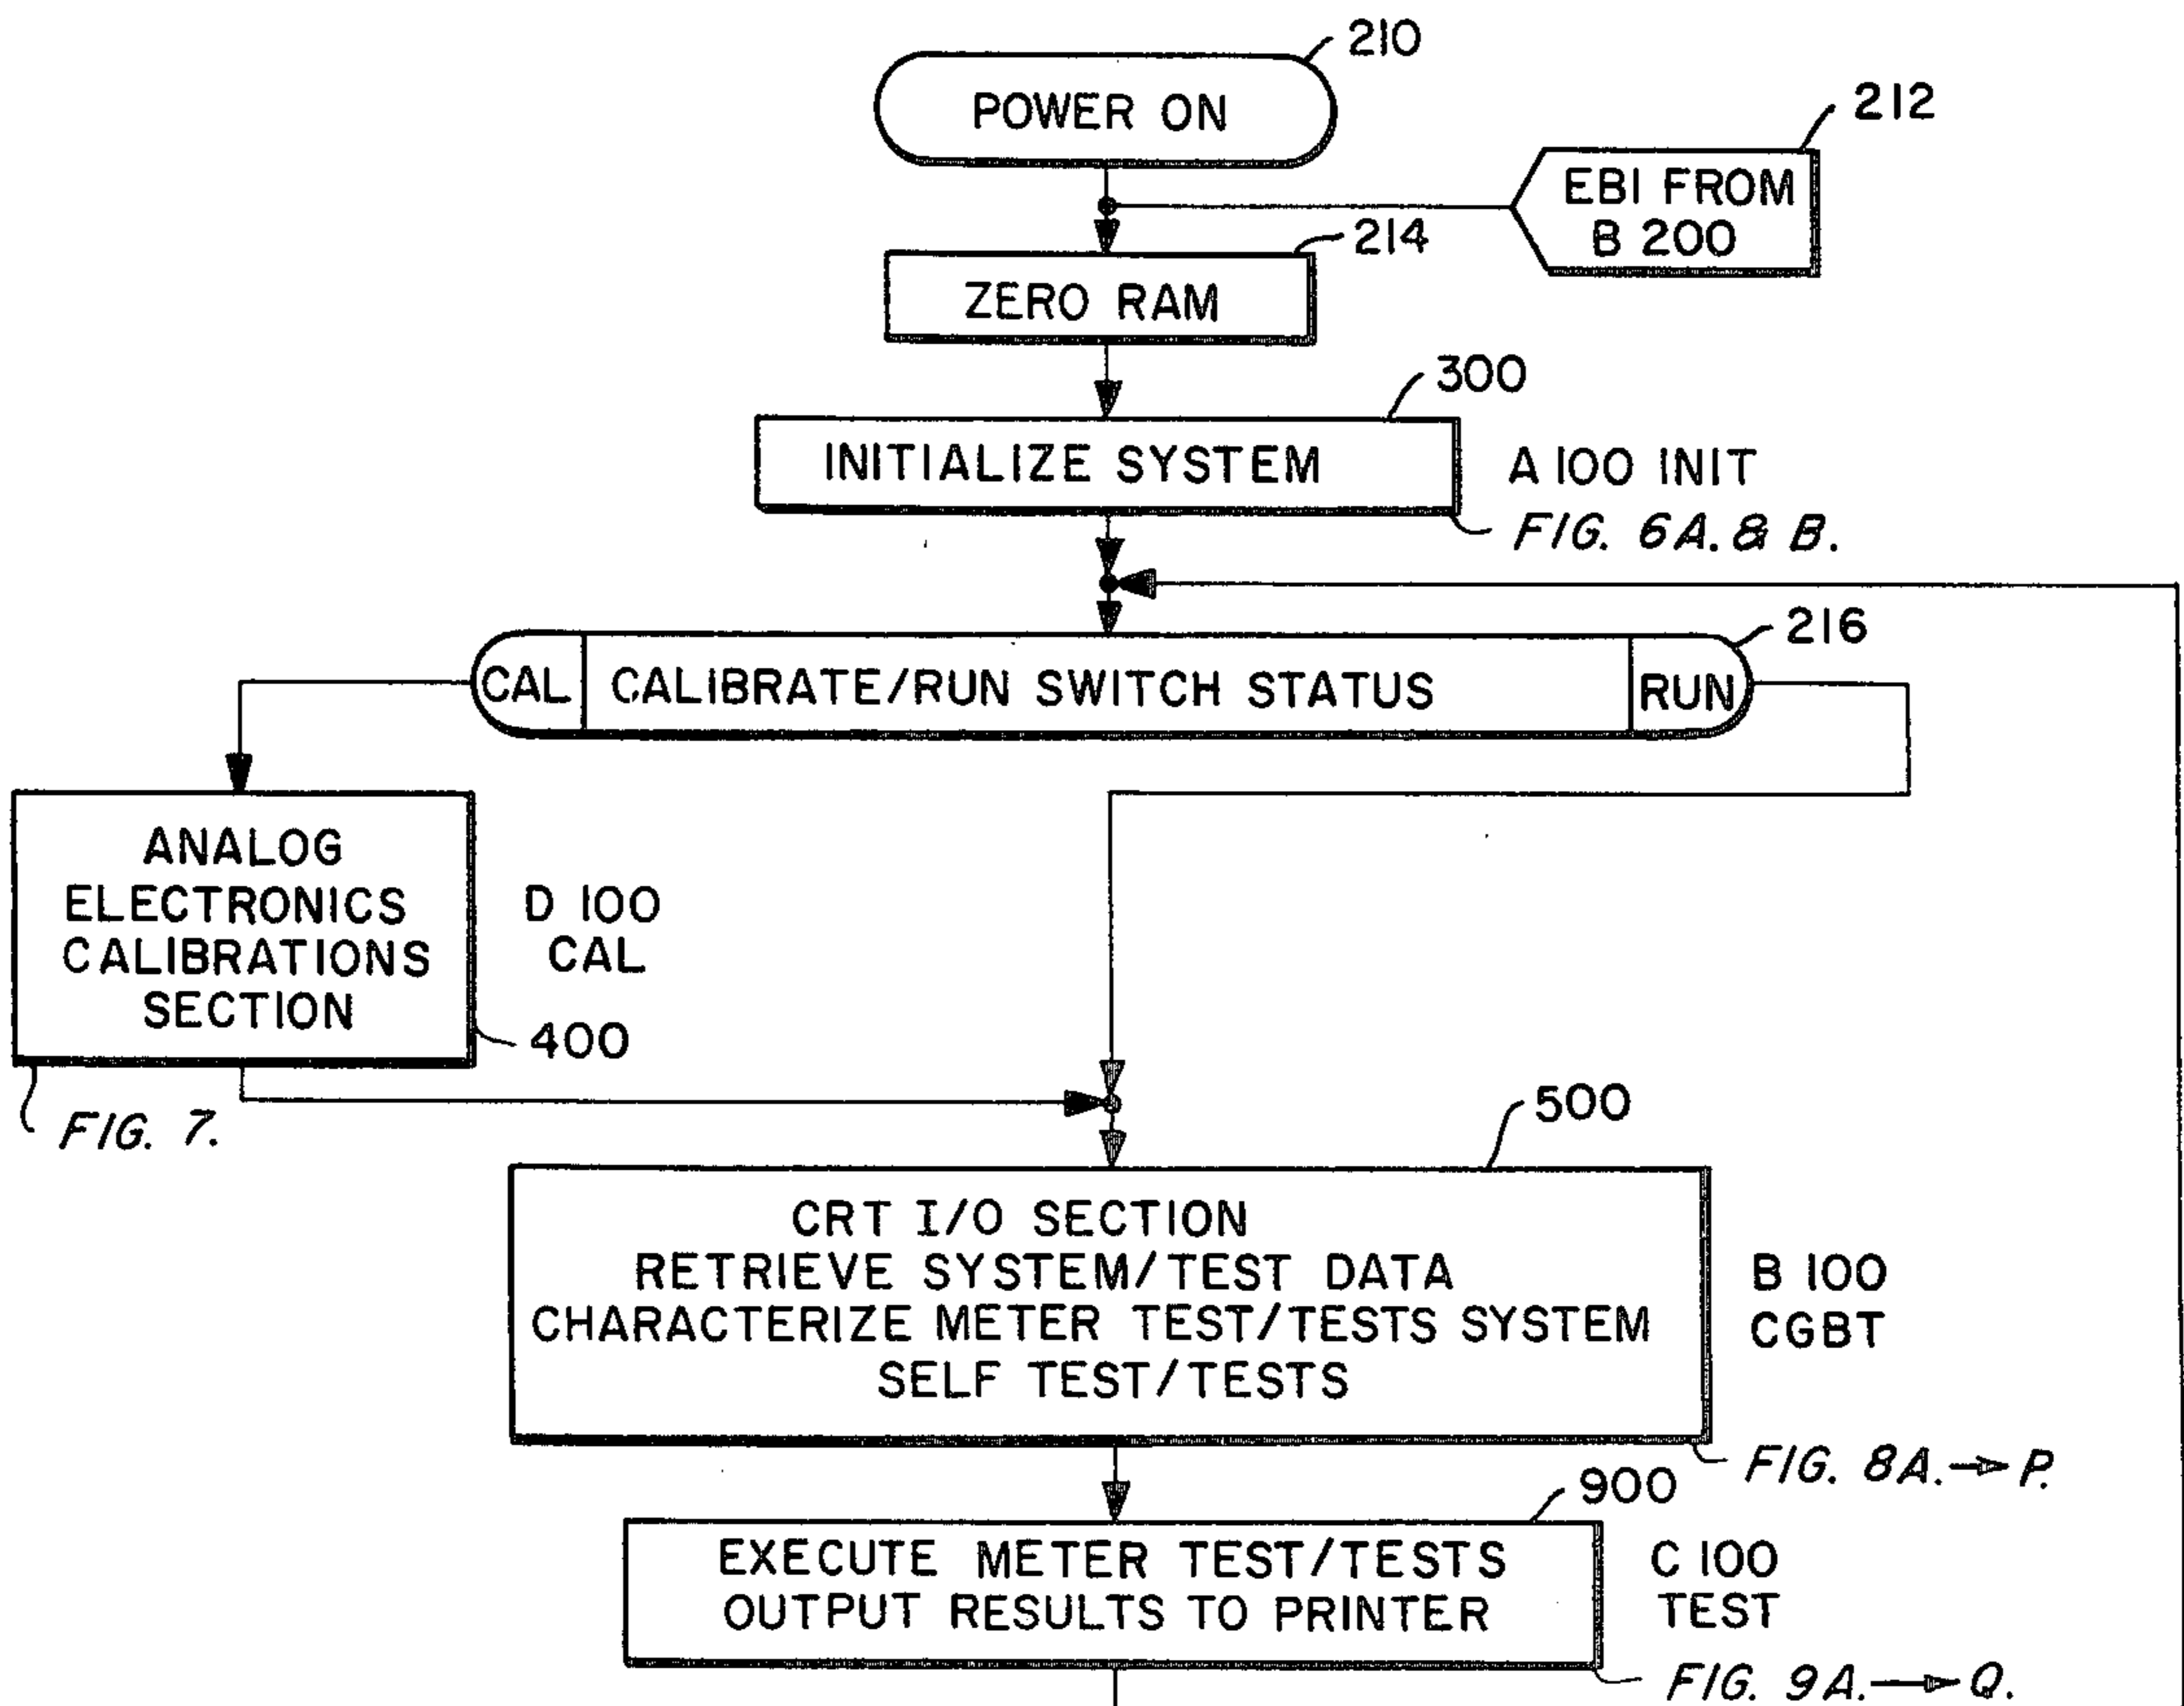 210
POWER ON
212
EBI FROM
B 200
214
ZERO RAM
300
INITIALIZE SYSTEM
A 100 INIT
FIG. 6A. & B.
216
CAL
CALIBRATE/RUN SWITCH STATUS
RUN
ANALOG
ELECTRONICS
CALIBRATIONS
SECTION
D 100
CAL
400
FIG. 7.
500
CRT I/O SECTION
RETRIEVE SYSTEM/TEST DATA
CHARACTERIZE METER TEST/TESTS SYSTEM
SELF TEST/TESTS
B 100
CGBT
FIG. 8A.→P.
900
EXECUTE METER TEST/TESTS
OUTPUT RESULTS TO PRINTER
C 100
TEST
FIG. 9A.→Q.